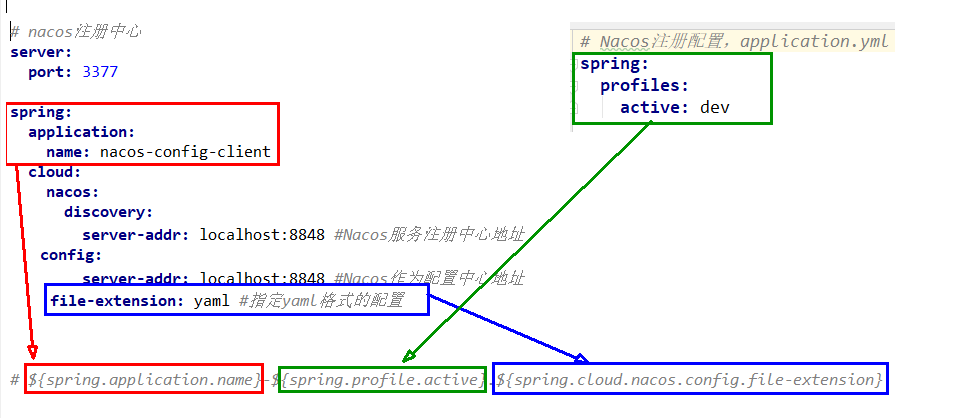 # nacos注册中心
server:
  port: 3377
spring:
  application:
    name: nacos-config-client
  cloud:
    nacos:
      discovery:
        server-addr: localhost:8848 #Nacos服务注册中心地址
   config:
        server-addr: localhost:8848 #Nacos作为配置中心地址
    file-extension: yaml #指定yaml格式的配置
# Nacos注册配置，application.yml
spring:
  profiles:
    active: dev
# ${spring.application.name}-${spring.profile.active}.${spring.cloud.nacos.config.file-extension}